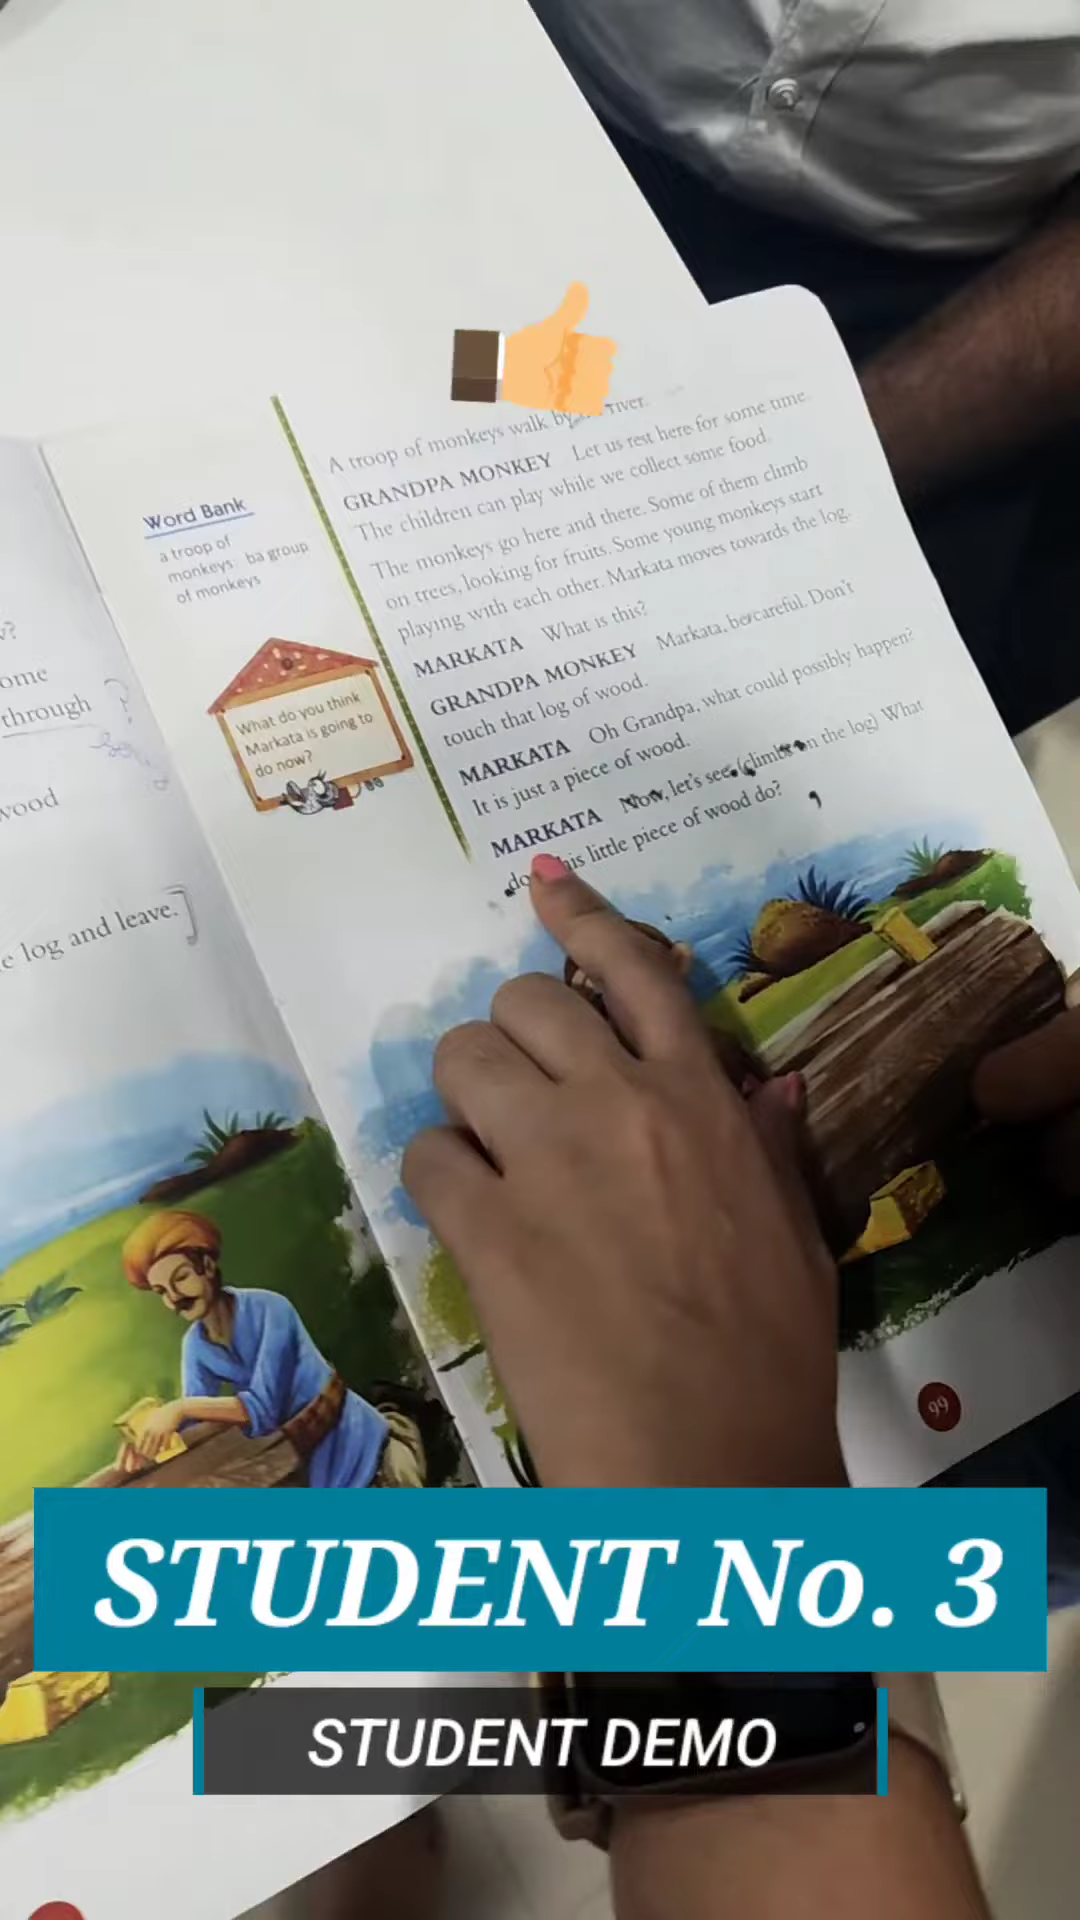 v?
ome
through
wood
e log and leave.
Word Bank
a troop of
monkeys: ba group
of monkeys
What do you think
Markata is going to
do now?
A troop of monkeys walk by river.
GRANDPA MONKEY Let us rest here for some time.
The children can play while we collect some food.
The monkeys go here and there. Some of them climb
on trees, looking for fruits. Some young monkeys start
playing with each other. Markata moves towards the log.
MARKATA What is this?
GRANDPA MONKEY Markata, be careful. Don't
touch that log of wood.
MARKATA Oh Grandpa, what could possibly happen?
It is just a piece of wood.
MARKATA Now, let's see. (climbs on the log) What
little piece of wood do?
99
STUDENT No. 3
STUDENT DEMO